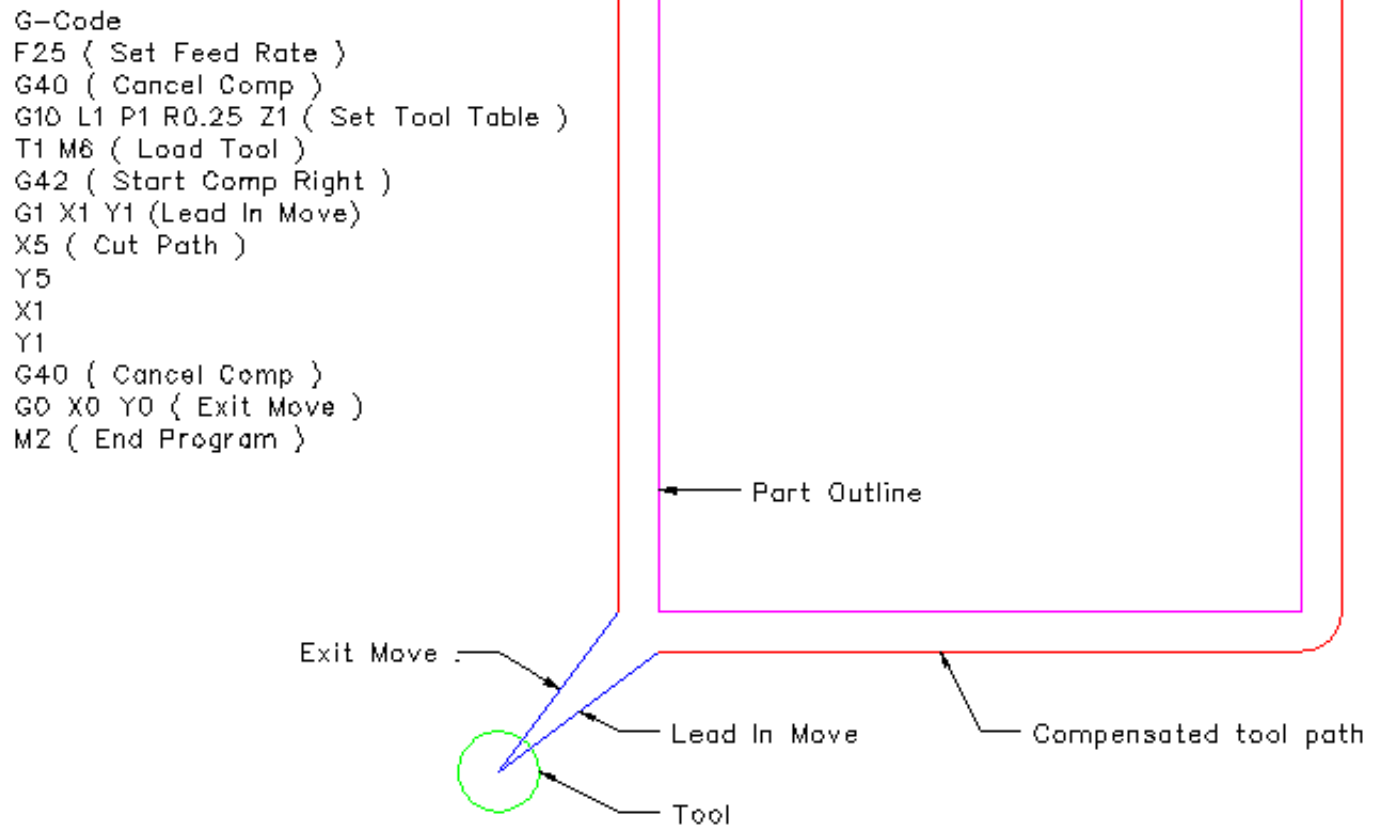 G-Code
F25 ( Set Feed Rate )
G40 ( Cancel Comp )
G10 L1 P1 R0.25 Z1 ( Set Tool Table )
T1 M6 ( Load Tool )
G42 ( Start Comp Right )
G1 X1 Y1 (Lead In Move)
X5 ( Cut Path )
Y5
X1
Y1
G40 ( Cancel Comp )
G0 X0 Y0 ( Exit Move )
M2 ( End Program )
Part Outline
Exit Move
Lead In Move
Compensated tool path
Tool